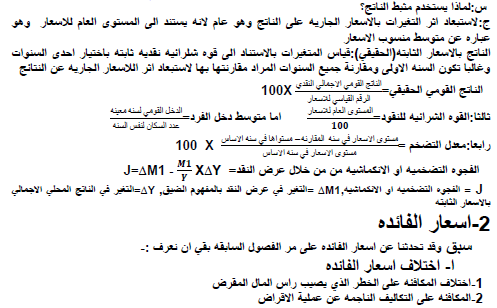 س:لماذا يستخدم مثبط الناتج؟
ج:لاستبعاد اثر التغيرات بالاسعار الجاريه على الناتج وهو عام لانه يستند الى المستوى العام للاسعار وهو
عباره عن متوسط منسوب الاسعار
الناتج بالاسعار الثابته(الحقيقي):قياس المتغيرات بالاستناد الى قوه شرائيه نقديه ثابته باختيار احدى السنوات
وغالبا تكون السنه الاولى ومقارنة جميع السنوات المراد مقارنتها بها لاستبعاد اثر الاسعار الجاريه عن النتائج
الناتج القومي الحقيقي= الناتج القومي الاجمالي النقدي / الرقم القياسي للاسعار 100X
ثالثا:القوه الشرائيه للنقود= المستوى العام للاسعار / 100 اما متوسط دخل الفرد= الدخل القومي لسنه معينه / عدد السكان لنفس السنه
رابعا:معدل التضخم = مستوى الاسعار في سنه المقارنه - مستواها في سنه الاساس / مستوى الاسعار في سنه الاساس 100 X
الفجوه التضخميه او الانكماشيه من من خلال عرض النقد= J=∆M1 - M1/Y X∆Y
J = الفجوه التضخميه او الانكماشيه, ∆M1 =التغير في عرض النقد بالمفهوم الضيق, ∆Y=التغير في الناتج المحلي الاجمالي
بالاسعار الثابته
2-اسعار الفائده
سبق وقد تحدثنا عن اسعار الفائده على مر الفصول السابقه بقي ان نعرف :-
ا- اختلاف اسعار الفائده
1-اختلاف المكافئه على الخطر الذي يصيب راس المال المقرض
2-المكافئه على التكاليف الناجمه عن عملية الاقراض